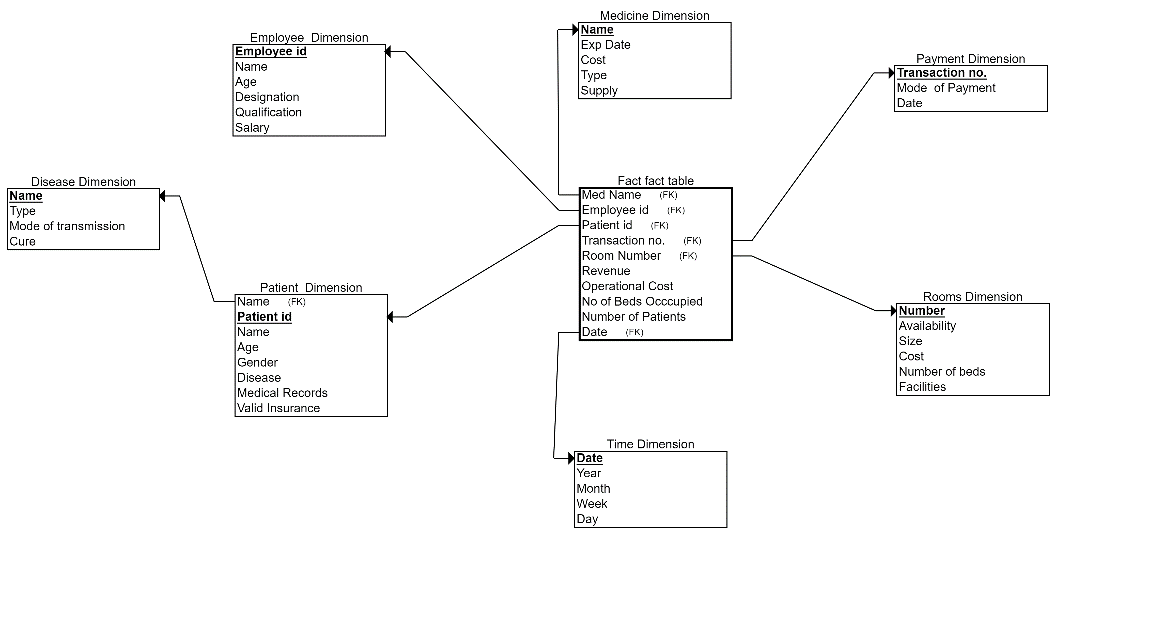 Medicine Dimension
Name
Exp Date
Cost
Type
Supply
Employee Dimension
Employee id
Name
Age
Designation
Qualification
Salary
Payment Dimension
Transaction no.
Mode of Payment
Date
Disease Dimension
Name
Type
Mode of transmission
Cure
Fact fact table
Med Name (FK)
Employee id (FK)
Patient id (FK)
Transaction no. (FK)
Room Number (FK)
Revenue
Operational Cost
No of Beds Occcupied
Number of Patients
Date (FK)
Patient Dimension
Name (FK)
Patient id
Name
Age
Gender
Disease
Medical Records
Valid Insurance
Rooms Dimension
Number
Availability
Size
Cost
Number of beds
Facilities
Time Dimension
Date
Year
Month
Week
Day